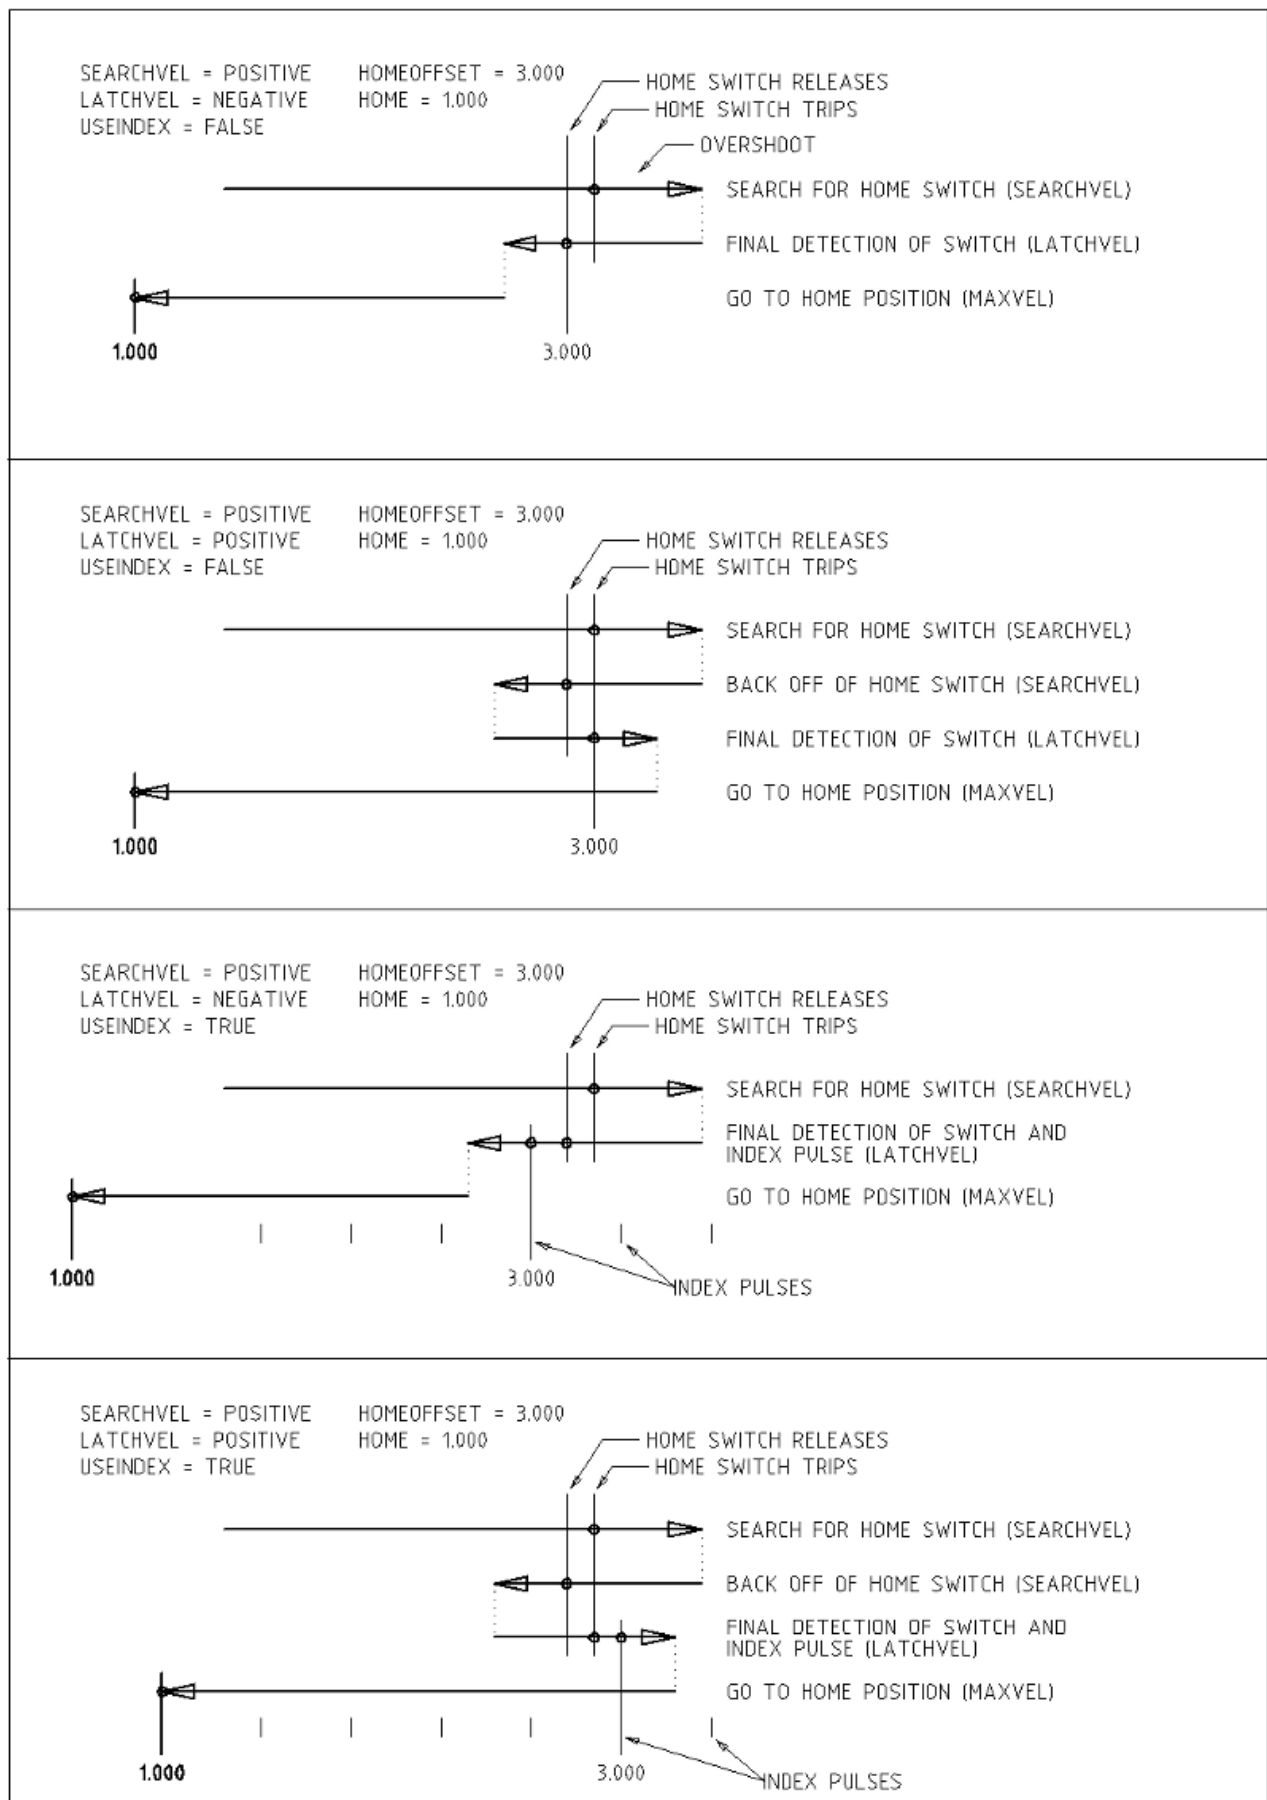 SEARCHVEL = POSITIVE HOMEOFFSET = 3.000
LATCHVEL = NEGATIVE HOME = 1.000
USEINDEX = FALSE
HOME SWITCH RELEASES
HOME SWITCH TRIPS
OVERSHOOT
SEARCH FOR HOME SWITCH (SEARCHVEL)
FINAL DETECTION OF SWITCH (LATCHVEL)
GO TO HOME POSITION (MAXVEL)
1.000 3.000
SEARCHVEL = POSITIVE HOMEOFFSET = 3.000
LATCHVEL = POSITIVE HOME = 1.000
USEINDEX = FALSE
HOME SWITCH RELEASES
HOME SWITCH TRIPS
SEARCH FOR HOME SWITCH (SEARCHVEL)
BACK OFF OF HOME SWITCH (SEARCHVEL)
FINAL DETECTION OF SWITCH (LATCHVEL)
GO TO HOME POSITION (MAXVEL)
1.000 3.000
SEARCHVEL = POSITIVE HOMEOFFSET = 3.000
LATCHVEL = NEGATIVE HOME = 1.000
USEINDEX = TRUE
HOME SWITCH RELEASES
HOME SWITCH TRIPS
SEARCH FOR HOME SWITCH (SEARCHVEL)
FINAL DETECTION OF SWITCH AND
INDEX PULSE (LATCHVEL)
GO TO HOME POSITION (MAXVEL)
1.000 3.000
INDEX PULSES
SEARCHVEL = POSITIVE HOMEOFFSET = 3.000
LATCHVEL = POSITIVE HOME = 1.000
USEINDEX = TRUE
HOME SWITCH RELEASES
HOME SWITCH TRIPS
SEARCH FOR HOME SWITCH (SEARCHVEL)
BACK OFF OF HOME SWITCH (SEARCHVEL)
FINAL DETECTION OF SWITCH AND
INDEX PULSE (LATCHVEL)
GO TO HOME POSITION (MAXVEL)
1.000 3.000
INDEX PULSES